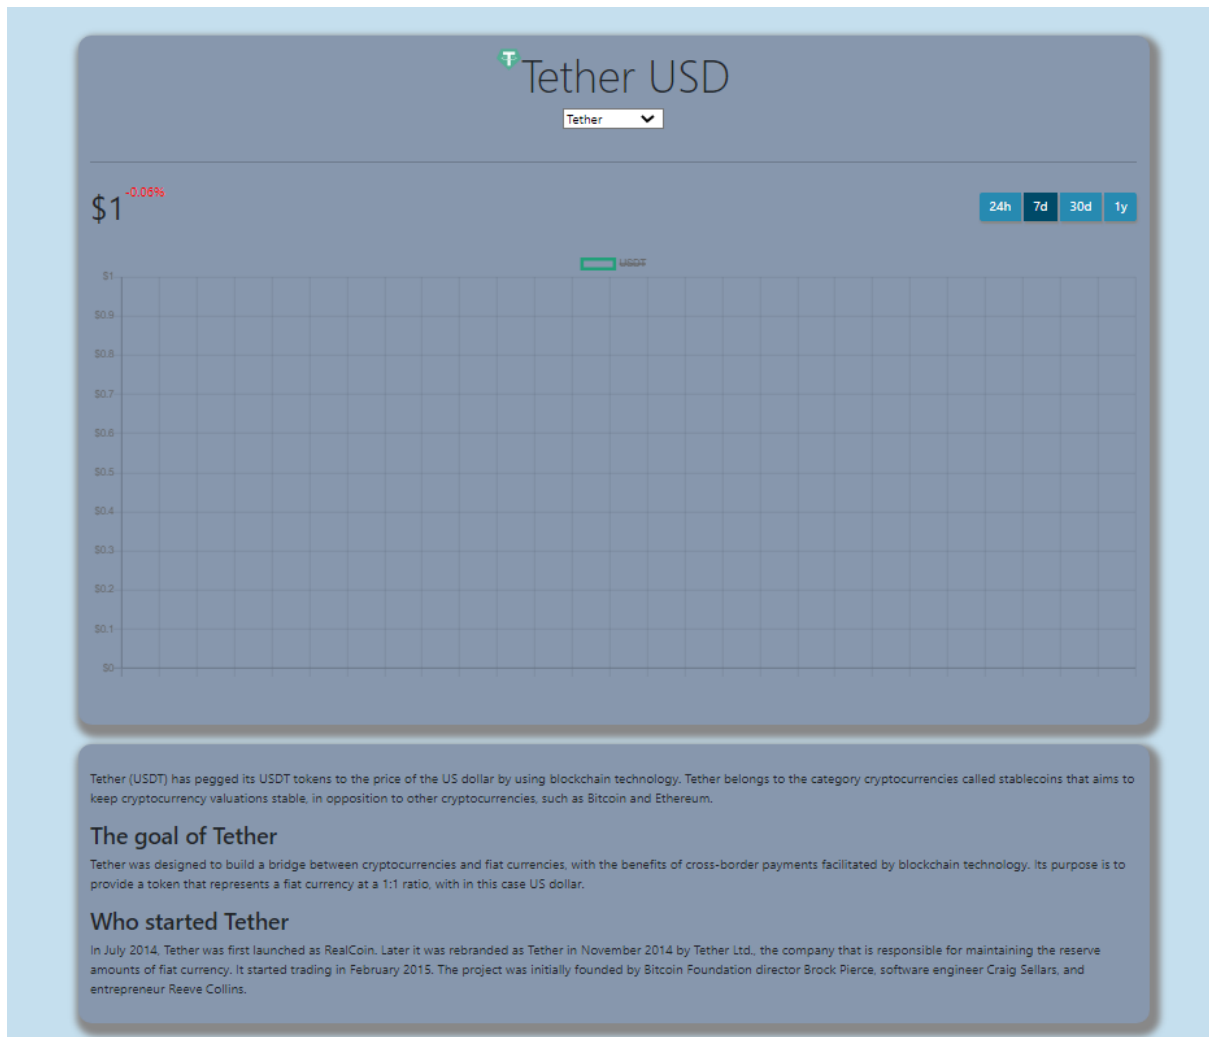 Tether USD
Tether
$1 -0.06%
24h 7d 30d 1y
USDT
$1
$0.9
$0.8
$0.7
$0.6
$0.5
$0.4
$0.3
$0.2
$0.1
$0
Tether (USDT) has pegged its USDT tokens to the price of the US dollar by using blockchain technology. Tether belongs to the category cryptocurrencies called stablecoins that aims to
keep cryptocurrency valuations stable, in opposition to other cryptocurrencies, such as Bitcoin and Ethereum.
The goal of Tether
Tether was designed to build a bridge between cryptocurrencies and fiat currencies, with the benefits of cross-border payments facilitated by blockchain technology. Its purpose is to
provide a token that represents a fiat currency at a 1:1 ratio, with in this case US dollar.
Who started Tether
In July 2014, Tether was first launched as RealCoin. Later it was rebranded as Tether in November 2014 by Tether Ltd., the company that is responsible for maintaining the reserve
amounts of fiat currency. It started trading in February 2015. The project was initially founded by Bitcoin Foundation director Brock Pierce, software engineer Craig Sellars, and
entrepreneur Reeve Collins.